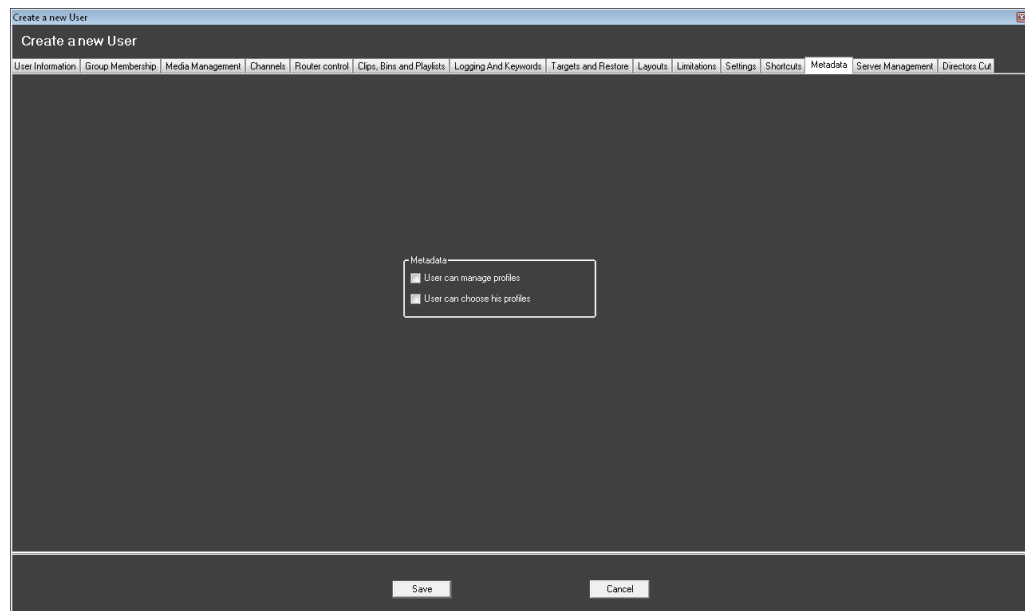 Create a new User
Create a new User
User Information Group Membership Media Management Channels Router control Clips, Bins and Playlists Logging And Keywords Targets and Restore Layouts Limitations Settings Shortcuts Metadata Server Management Directors Cut
Metadata
User can manage profiles
User can choose his profiles
Save Cancel